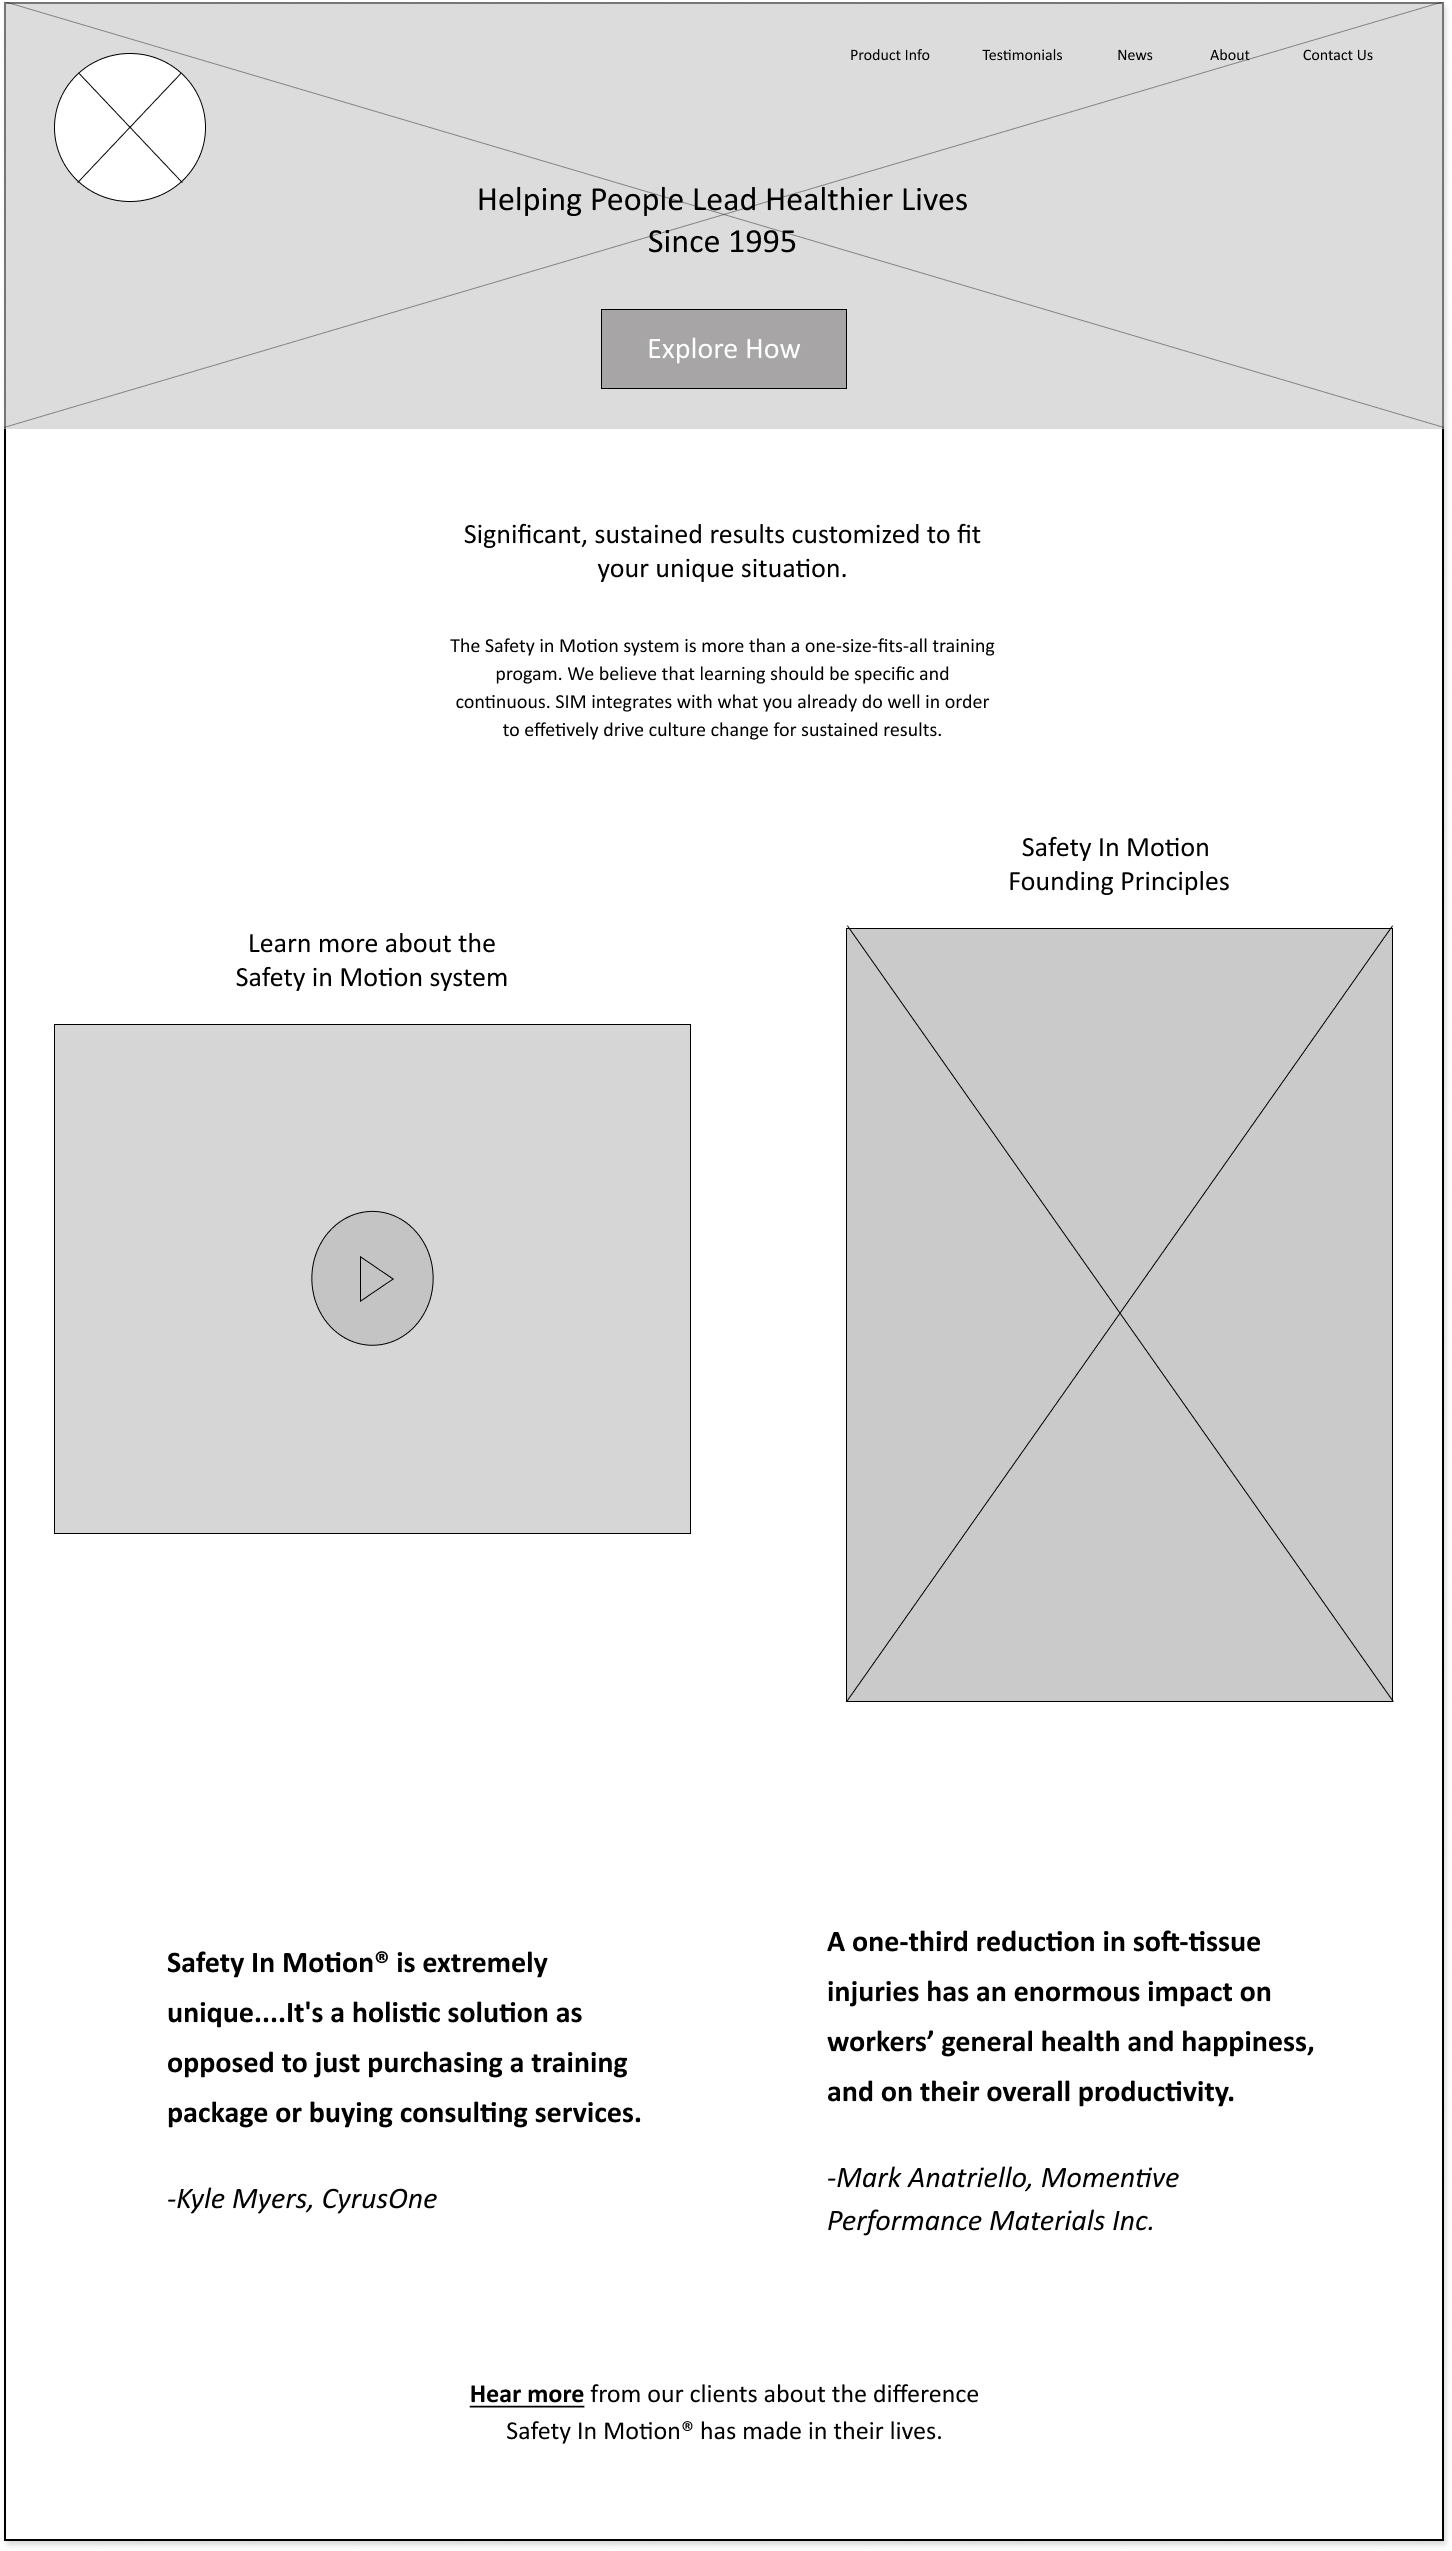 Product Info Testimonials News About Contact Us
Helping People Lead Healthier Lives
Since 1995
Explore How
Significant, sustained results customized to fit
your unique situation.
The Safety in Motion system is more than a one-size-fits-all training
progam. We believe that learning should be specific and
continuous. SIM integrates with what you already do well in order
to effetively drive culture change for sustained results.
Learn more about the
Safety in Motion system
Safety In Motion
Founding Principles
Safety In Motion® is extremely
unique....It's a holistic solution as
opposed to just purchasing a training
package or buying consulting services.
-Kyle Myers, CyrusOne
A one-third reduction in soft-tissue
injuries has an enormous impact on
workers’ general health and happiness,
and on their overall productivity.
-Mark Anatriello, Momentive
Performance Materials Inc.
Hear more from our clients about the difference
Safety In Motion® has made in their lives.